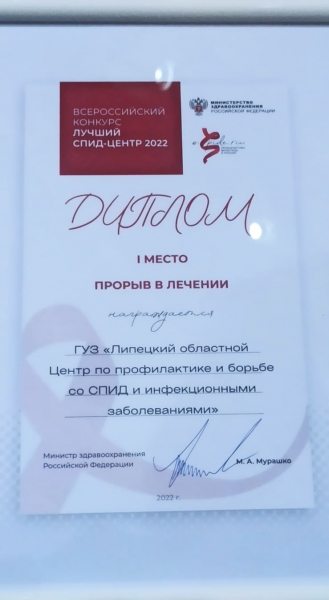 ВСЕРОССИЙСКИЙ
КОНКУРС
ЛУЧШИЙ
СПИД-ЦЕНТР 2022
МИНИСТЕРСТВО
ЗДРАВООХРАНЕНИЯ
РОССИЙСКОЙ ФЕДЕРАЦИИ
ДИПЛОМ
I МЕСТО
ПРОРЫВ В ЛЕЧЕНИИ
награждается
ГУЗ «Липецкий областной
Центр по профилактике и борьбе
со СПИД и инфекционными
заболеваниями»
Министр здравоохранения
Российской Федерации
М. А. Мурашко
2022 г.